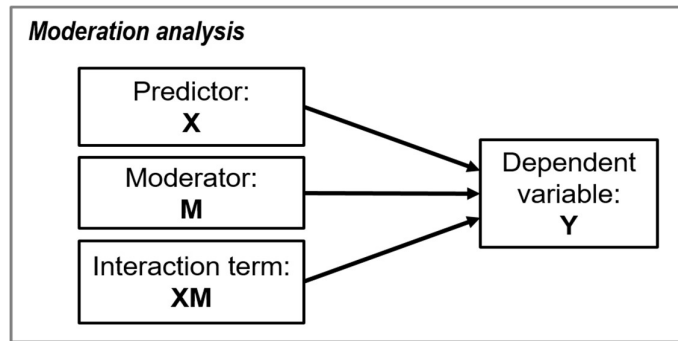 Moderation analysis
Predictor:
X
Moderator:
M
Interaction term:
XM
Dependent
variable:
Y